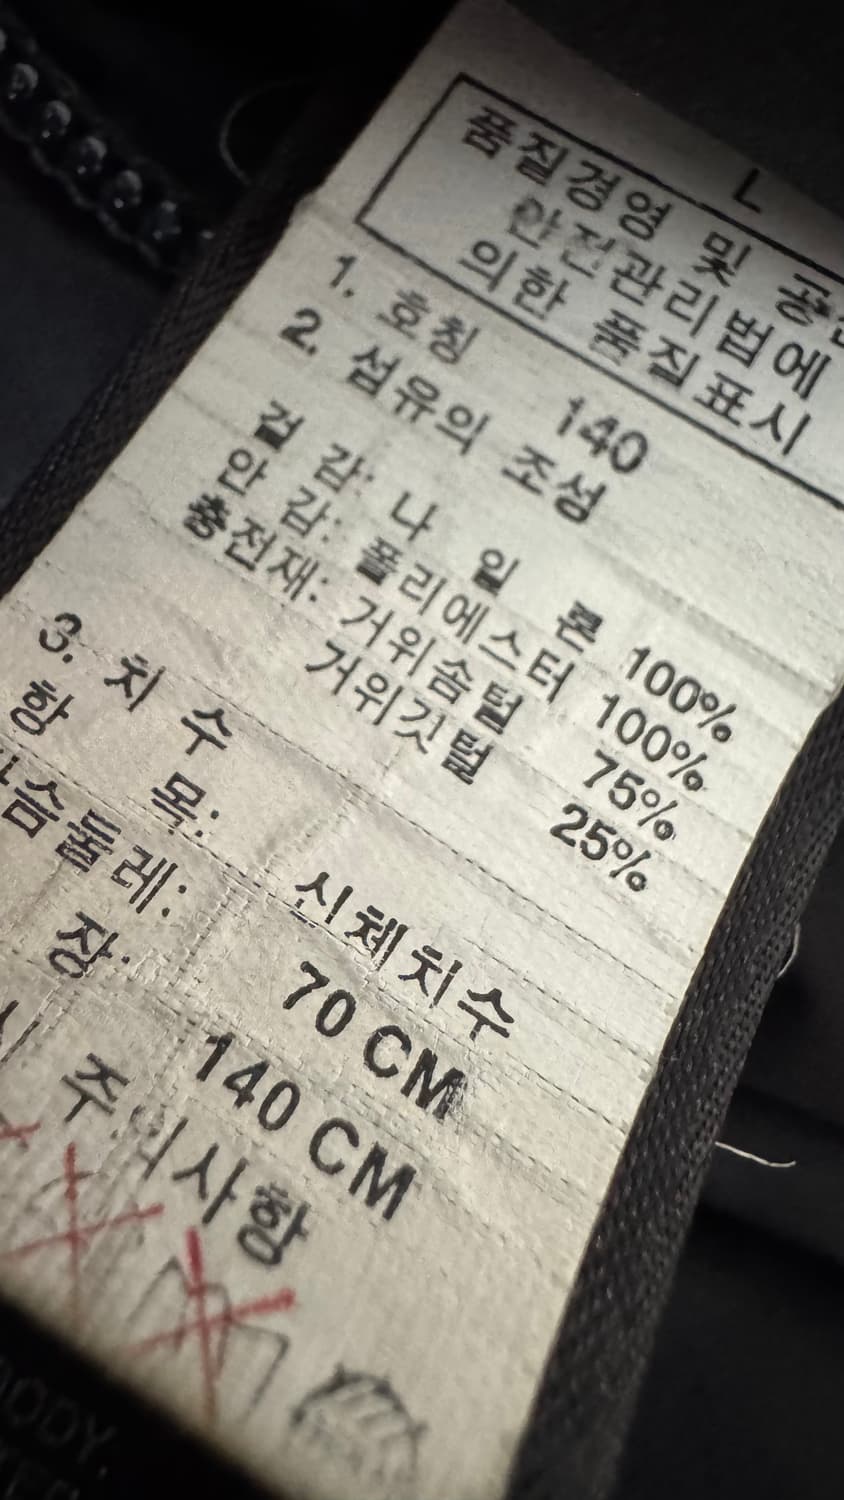 L
품질경영 및 공산
안전관리법에
의한 품질표시
1. 호칭 140
2. 섬유의 조성
겉 감: 나 일 론 100%
안 감: 폴리에스터 100%
충전재: 거위솜털 75%
거위깃털 25%
3. 치 수
항 목: 신체치수
가슴둘레: 70 CM
장: 140 CM
주의사항
BODY,